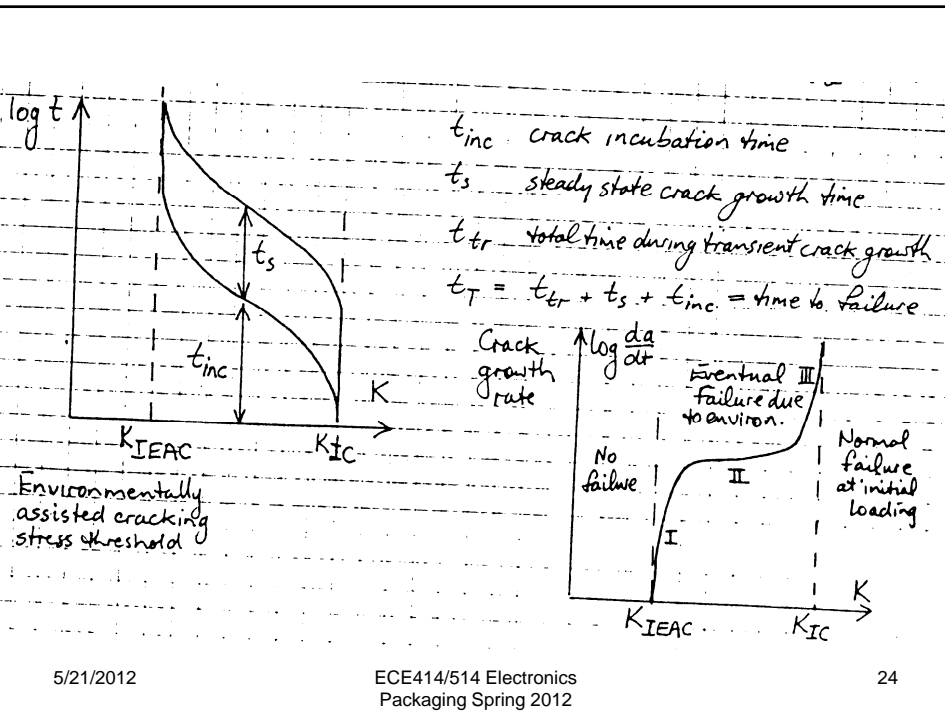 log t
t_s
t_inc
K
K_IEAC
K_IC
Environmentally
assisted cracking
stress threshold
t_inc crack incubation time
t_s steady state crack growth time
t_tr total time during transient crack growth
t_T = t_tr + t_s + t_inc = time to failure
Crack
growth
rate
log da/dt
Eventual
failure due
to environ.
III
No
failure
II
I
Normal
failure
at initial
loading
K
K_IEAC
K_IC
5/21/2012
ECE414/514 Electronics
Packaging Spring 2012
24